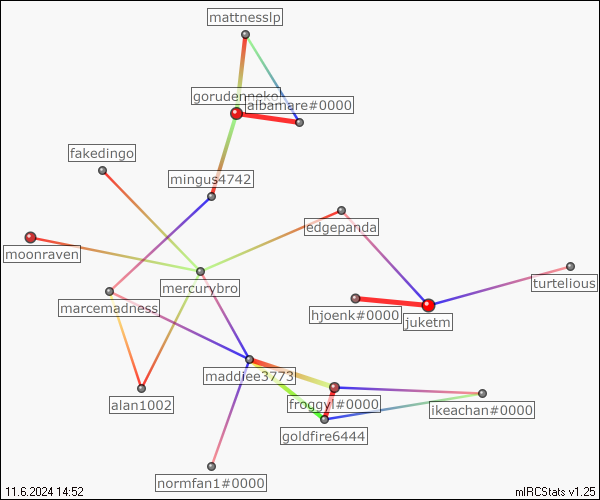 mattnesslp
gorudenneko
albamare#0000
fakedingo
mingus4742
edgepanda
moonraven
mercurybro
turtelious
marcemadness
hjoenk#0000
juketm
maddiee3773
froggyl#0000
alan1002
ikeachan#0000
goldfire6444
normfan1#0000
11.6.2024 14:52
mIRCStats v1.25